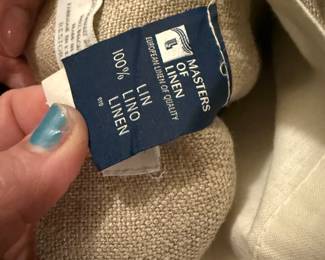 MASTERS
OF
LINEN
EUROPEAN LINEN OF QUALITY
100%
LIN
LINO
LINEN